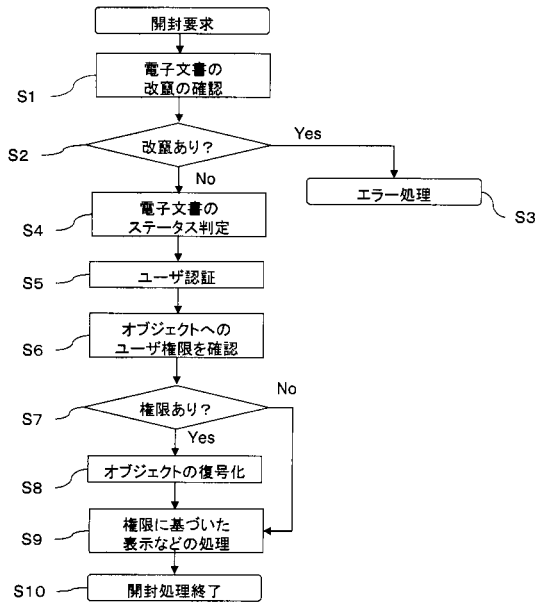 開封要求
S1
電子文書の
改竄の確認
S2
改竄あり？
Yes
No
エラー処理
S3
S4
電子文書の
ステータス判定
S5
ユーザ認証
S6
オブジェクトへの
ユーザ権限を確認
S7
権限あり？
No
Yes
S8
オブジェクトの復号化
S9
権限に基づいた
表示などの処理
S10
開封処理終了